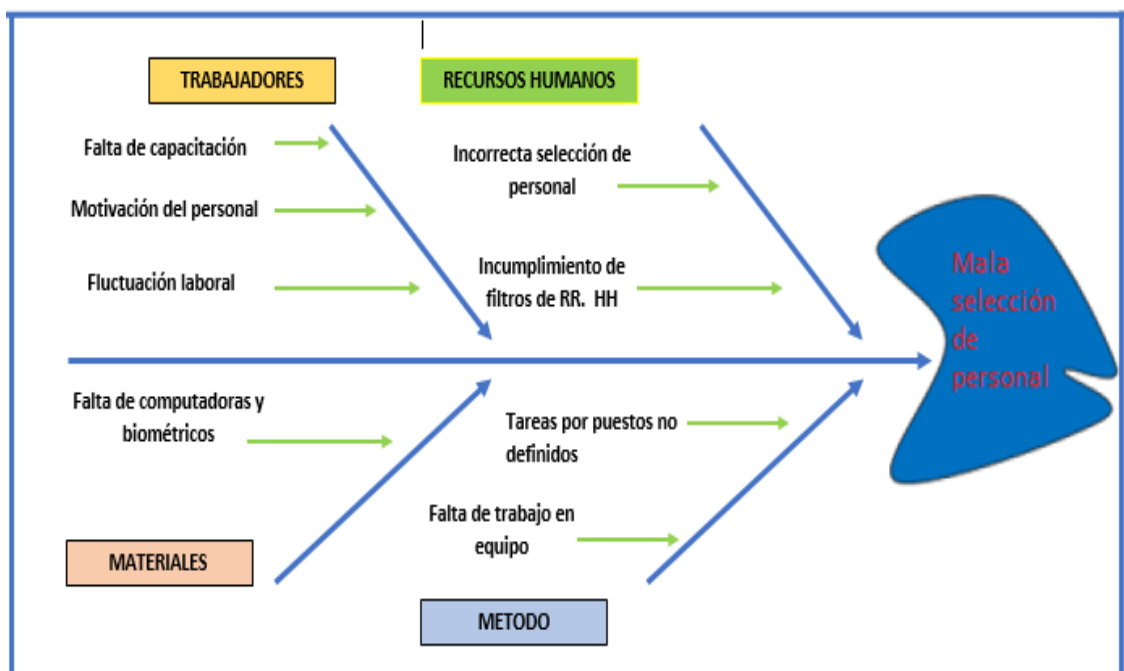 TRABAJADORES
RECURSOS HUMANOS
Falta de capacitación
Motivación del personal
Fluctuación laboral
Incorrecta selección de
personal
Incumplimiento de
filtros de RR. HH
Mala
selección
de
personal
Falta de computadoras y
biométricos
Tareas por puestos no
definidos
Falta de trabajo en
equipo
MATERIALES
METODO